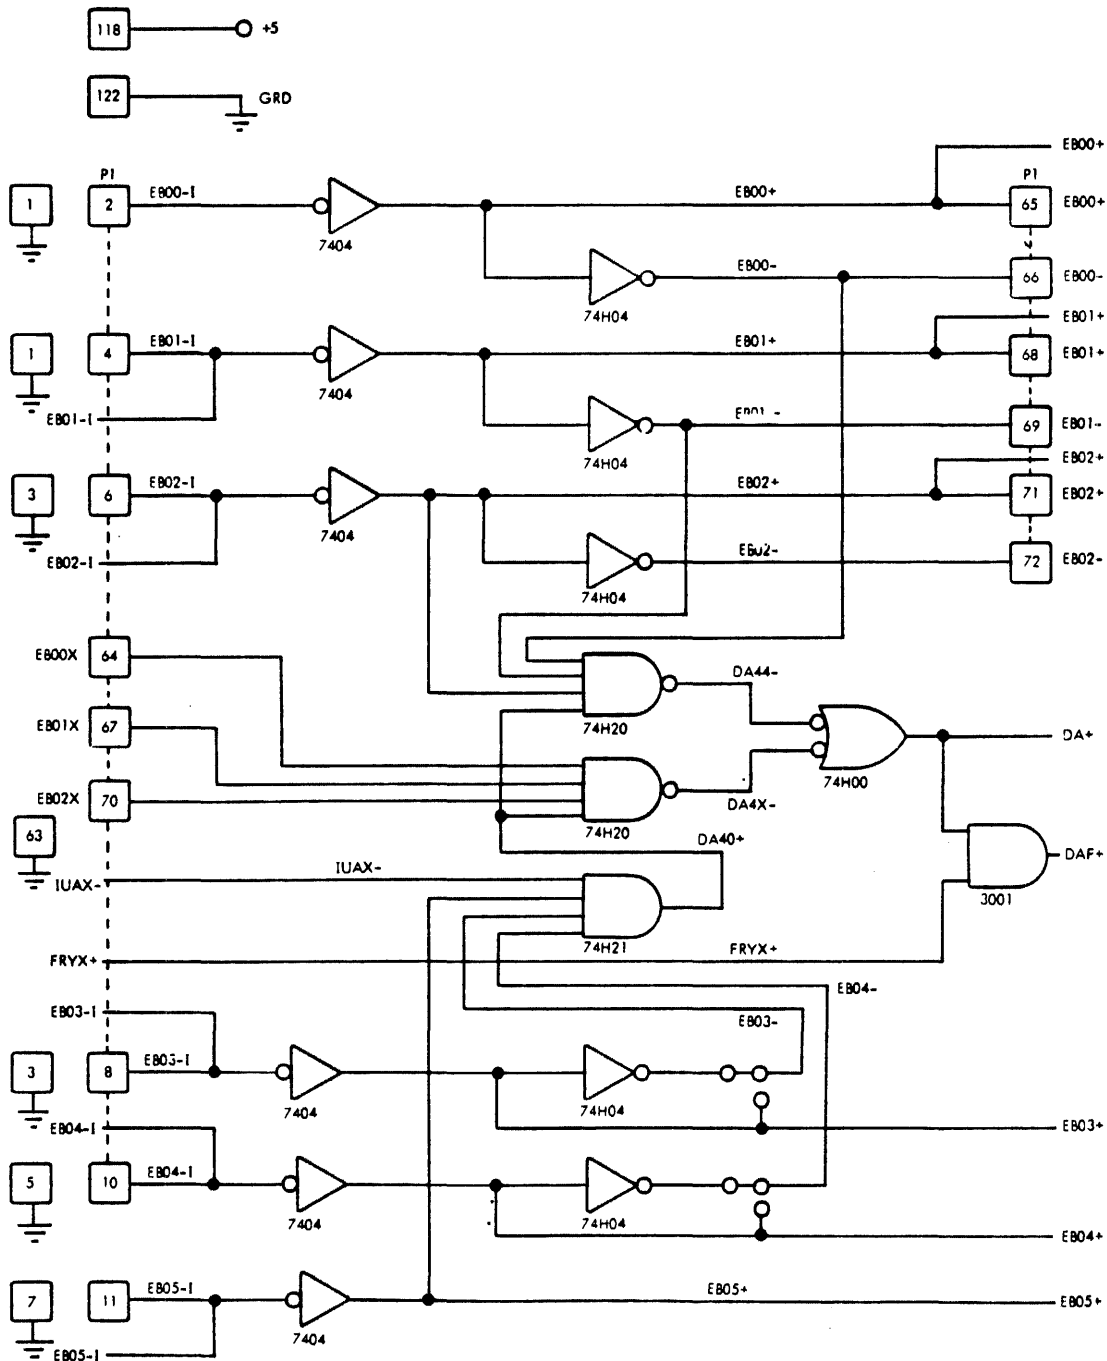 118 +5
122 GRD
EB00+
P1 P1
1 2 EB00-I EB00+ 65 EB00+
7404
EB00- 66 EB00-
74H04
EB01+
1 4 EB01-I EB01+ 68 EB01+
7404
EB01-I EB01- 69 EB01-
74H04
EB02+
3 6 EB02-I EB02+ 71 EB02+
7404
EB02-I EB02- 72 EB02-
74H04
EB00X 64
DA44-
EB01X 67 74H20 DA+
74H00
EB02X 70 DA4X-
63 74H20 DA40+
DAF+
IUAX- IUAX-
3001
74H21
FRYX+ FRYX+
EB04-
EB03-I EB03-
3 8 EB03-I
7404 74H04
EB04-I EB03+
5 10 EB04-I
7404 74H04
EB04+
7 11 EB05-I EB05+ EB05+
7404
EB05-I